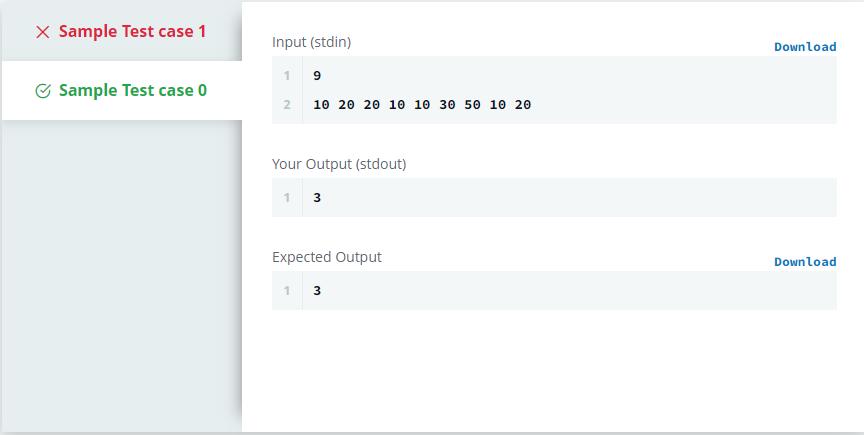 Sample Test case 1
Sample Test case 0
Input (stdin)
Download
1 9
2 10 20 20 10 10 30 50 10 20
Your Output (stdout)
1 3
Expected Output
Download
1 3